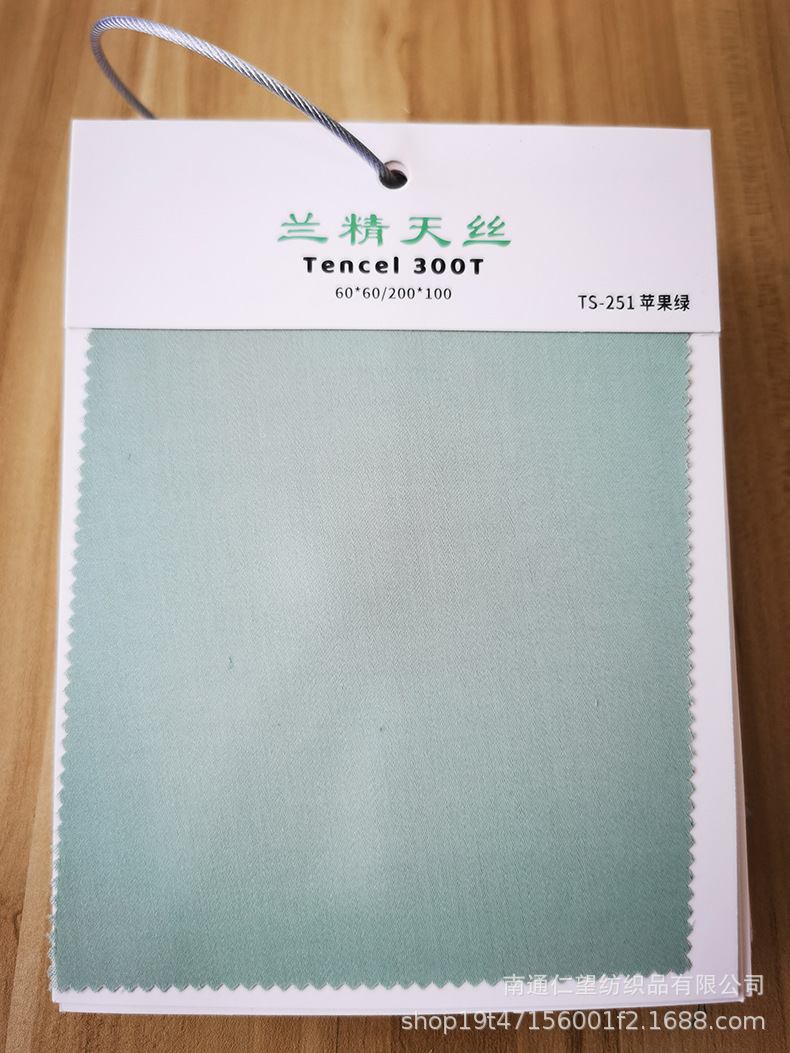 兰精天丝
Tencel 300T
60*60/200*100
TS-251 苹果绿
南通仁望纺织品有限公司
shop19t47156001f2.1688.com